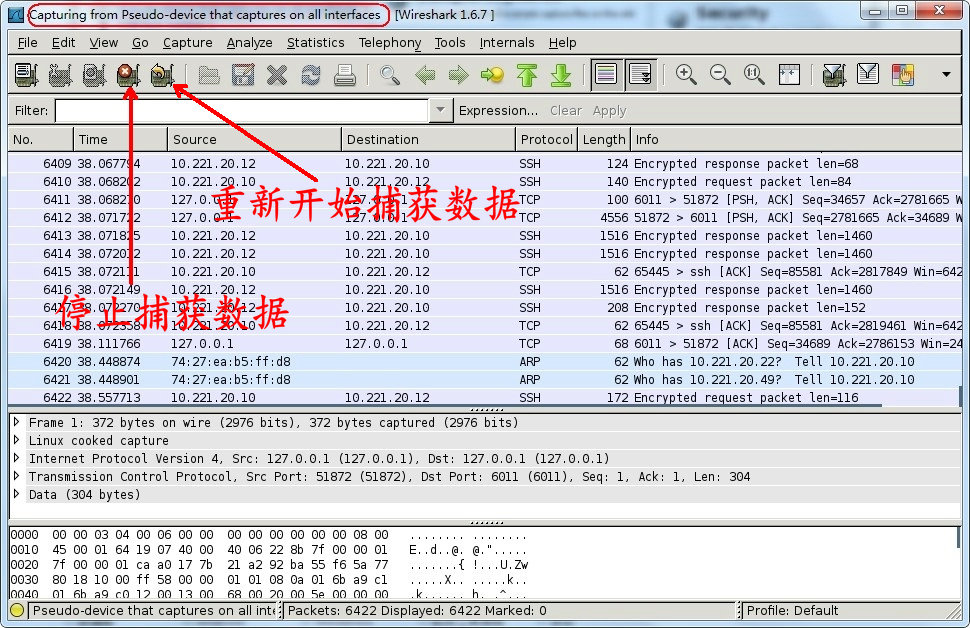 Capturing from Pseudo-device that captures on all interfaces [Wireshark 1.6.7 ]
File Edit View Go Capture Analyze Statistics Telephony Tools Internals Help
Filter: Expression... Clear Apply
No. Time Source Destination Protocol Length Info
6409 38.067794 10.221.20.12 10.221.20.10 SSH 124 Encrypted response packet len=68
6410 38.068202 10.221.20.10 10.221.20.12 SSH 140 Encrypted request packet len=84
重新开始捕获数据
6411 38.068210 127.0.0.1 127.0.0.1 TCP 100 6011 > 51872 [PSH, ACK] Seq=34657 Ack=2781665 W
6412 38.071722 127.0.0.1 127.0.0.1 TCP 4556 51872 > 6011 [PSH, ACK] Seq=2781665 Ack=34689 W
6413 38.071825 10.221.20.12 10.221.20.10 SSH 1516 Encrypted response packet len=1460
6414 38.072012 10.221.20.12 10.221.20.10 SSH 1516 Encrypted response packet len=1460
6415 38.072131 10.221.20.10 10.221.20.12 TCP 62 65445 > ssh [ACK] Seq=85581 Ack=2817849 Win=642
6416 38.072149 10.221.20.12 10.221.20.10 SSH 1516 Encrypted response packet len=1460
停止捕获数据
6417 38.072270 10.221.20.12 10.221.20.10 SSH 208 Encrypted response packet len=152
6418 38.072358 10.221.20.10 10.221.20.12 TCP 62 65445 > ssh [ACK] Seq=85581 Ack=2819461 Win=642
6419 38.111766 127.0.0.1 127.0.0.1 TCP 68 6011 > 51872 [ACK] Seq=34689 Ack=2786153 Win=24
6420 38.448874 74:27:ea:b5:ff:d8 ARP 62 Who has 10.221.20.22? Tell 10.221.20.10
6421 38.448901 74:27:ea:b5:ff:d8 ARP 62 Who has 10.221.20.49? Tell 10.221.20.10
6422 38.557713 10.221.20.10 10.221.20.12 SSH 172 Encrypted request packet len=116
Frame 1: 372 bytes on wire (2976 bits), 372 bytes captured (2976 bits)
Linux cooked capture
Internet Protocol Version 4, Src: 127.0.0.1 (127.0.0.1), Dst: 127.0.0.1 (127.0.0.1)
Transmission Control Protocol, Src Port: 51872 (51872), Dst Port: 6011 (6011), Seq: 1, Ack: 1, Len: 304
Data (304 bytes)
0000 00 00 03 04 00 06 00 00 00 00 00 00 00 00 08 00 ........ ........
0010 45 00 01 64 19 07 40 00 40 06 22 8b 7f 00 00 01 E..d..@. @.".....
0020 7f 00 00 01 ca a0 17 7b 21 a2 92 ba 55 f6 5a 77 .......{ !...U.Zw
0030 80 18 10 00 ff 58 00 00 01 01 08 0a 01 6b a9 c1 .....X.. .....k..
0040 01 6b a9 c0 12 00 13 00 68 00 20 00 5e 00 00 00 .k...... h. .^...
Pseudo-device that captures on all inte Packets: 6422 Displayed: 6422 Marked: 0 Profile: Default